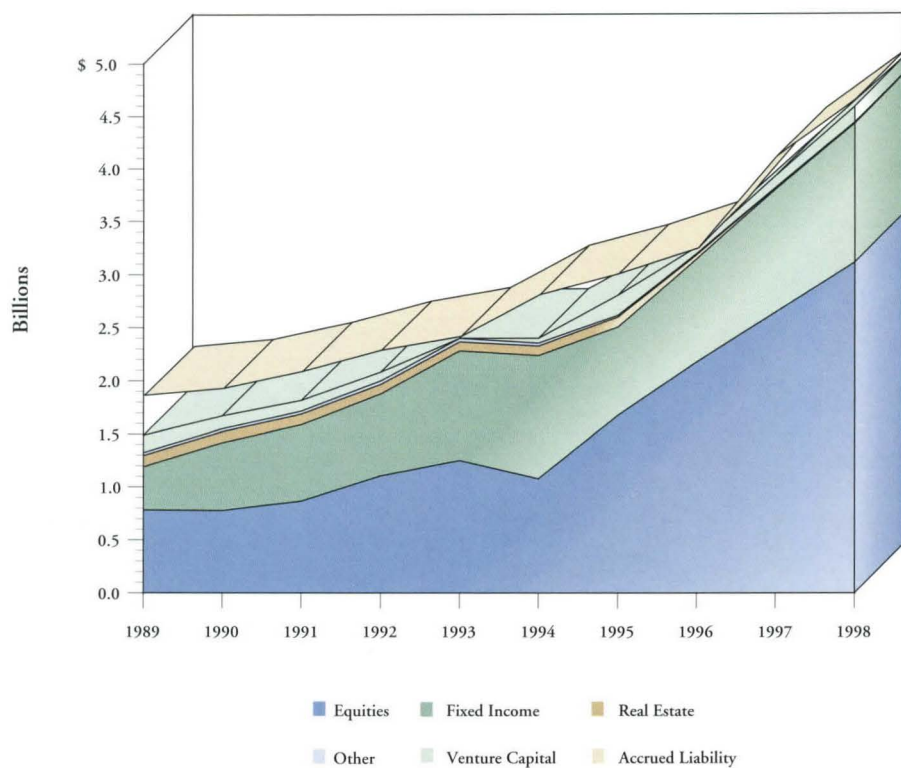 $ 5.0
4.5
4.0
3.5
3.0
2.5
2.0
1.5
1.0
0.5
0.0
Billions
1989 1990 1991 1992 1993 1994 1995 1996 1997 1998
Equities Fixed Income Real Estate
Other Venture Capital Accrued Liability